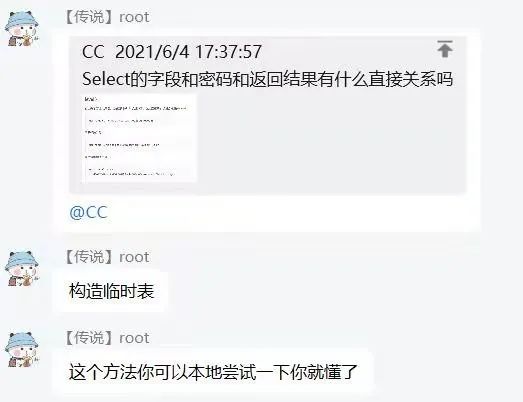 【传说】root
CC 2021/6/4 17:37:57
Select的字段和密码和返回结果有什么直接关系吗
@CC
【传说】root
构造临时表
【传说】root
这个方法你可以本地尝试一下你就懂了